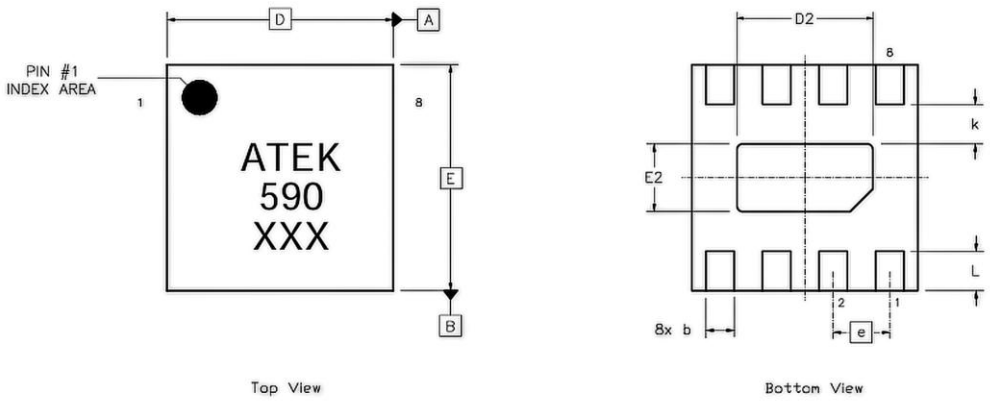 D
A
PIN #1
INDEX AREA
1
8
ATEK
590
XXX
E
B
Top View
D2
8
k
E2
L
2
1
8x b
e
Bottom View